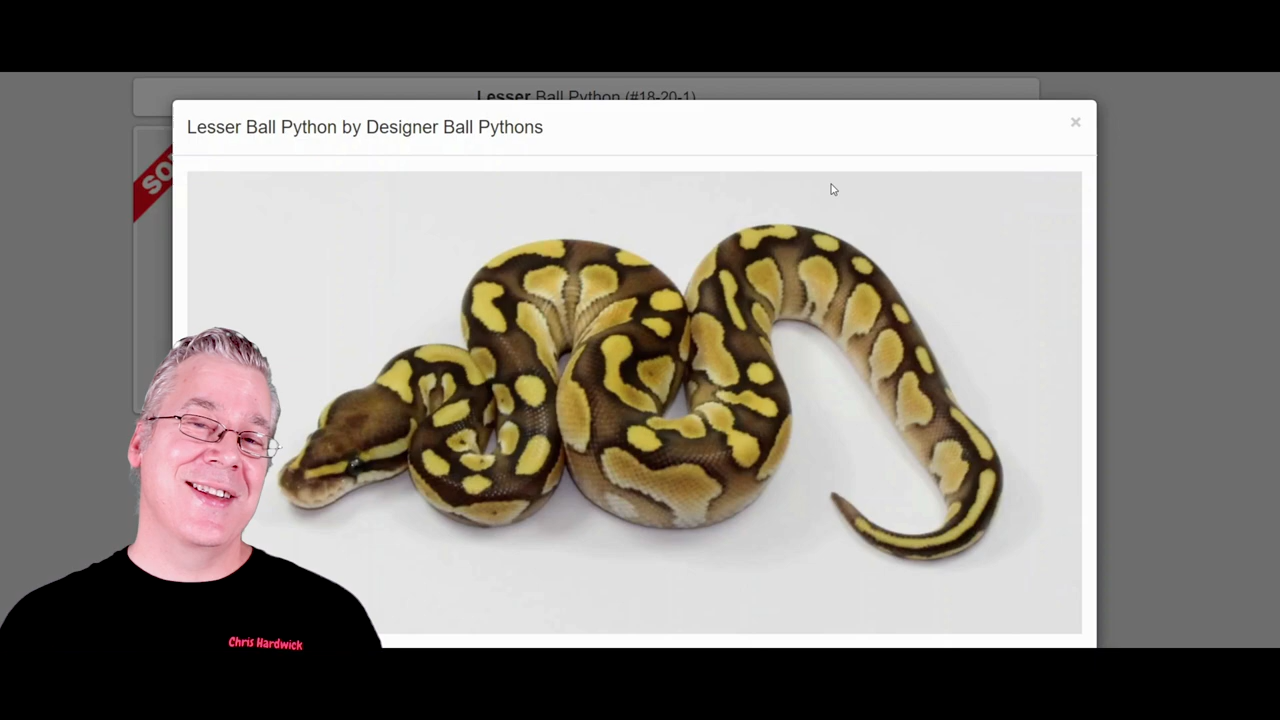 Lesser Ball Python (#18-20-1)
Lesser Ball Python by Designer Ball Pythons
×
Chris Hardwick